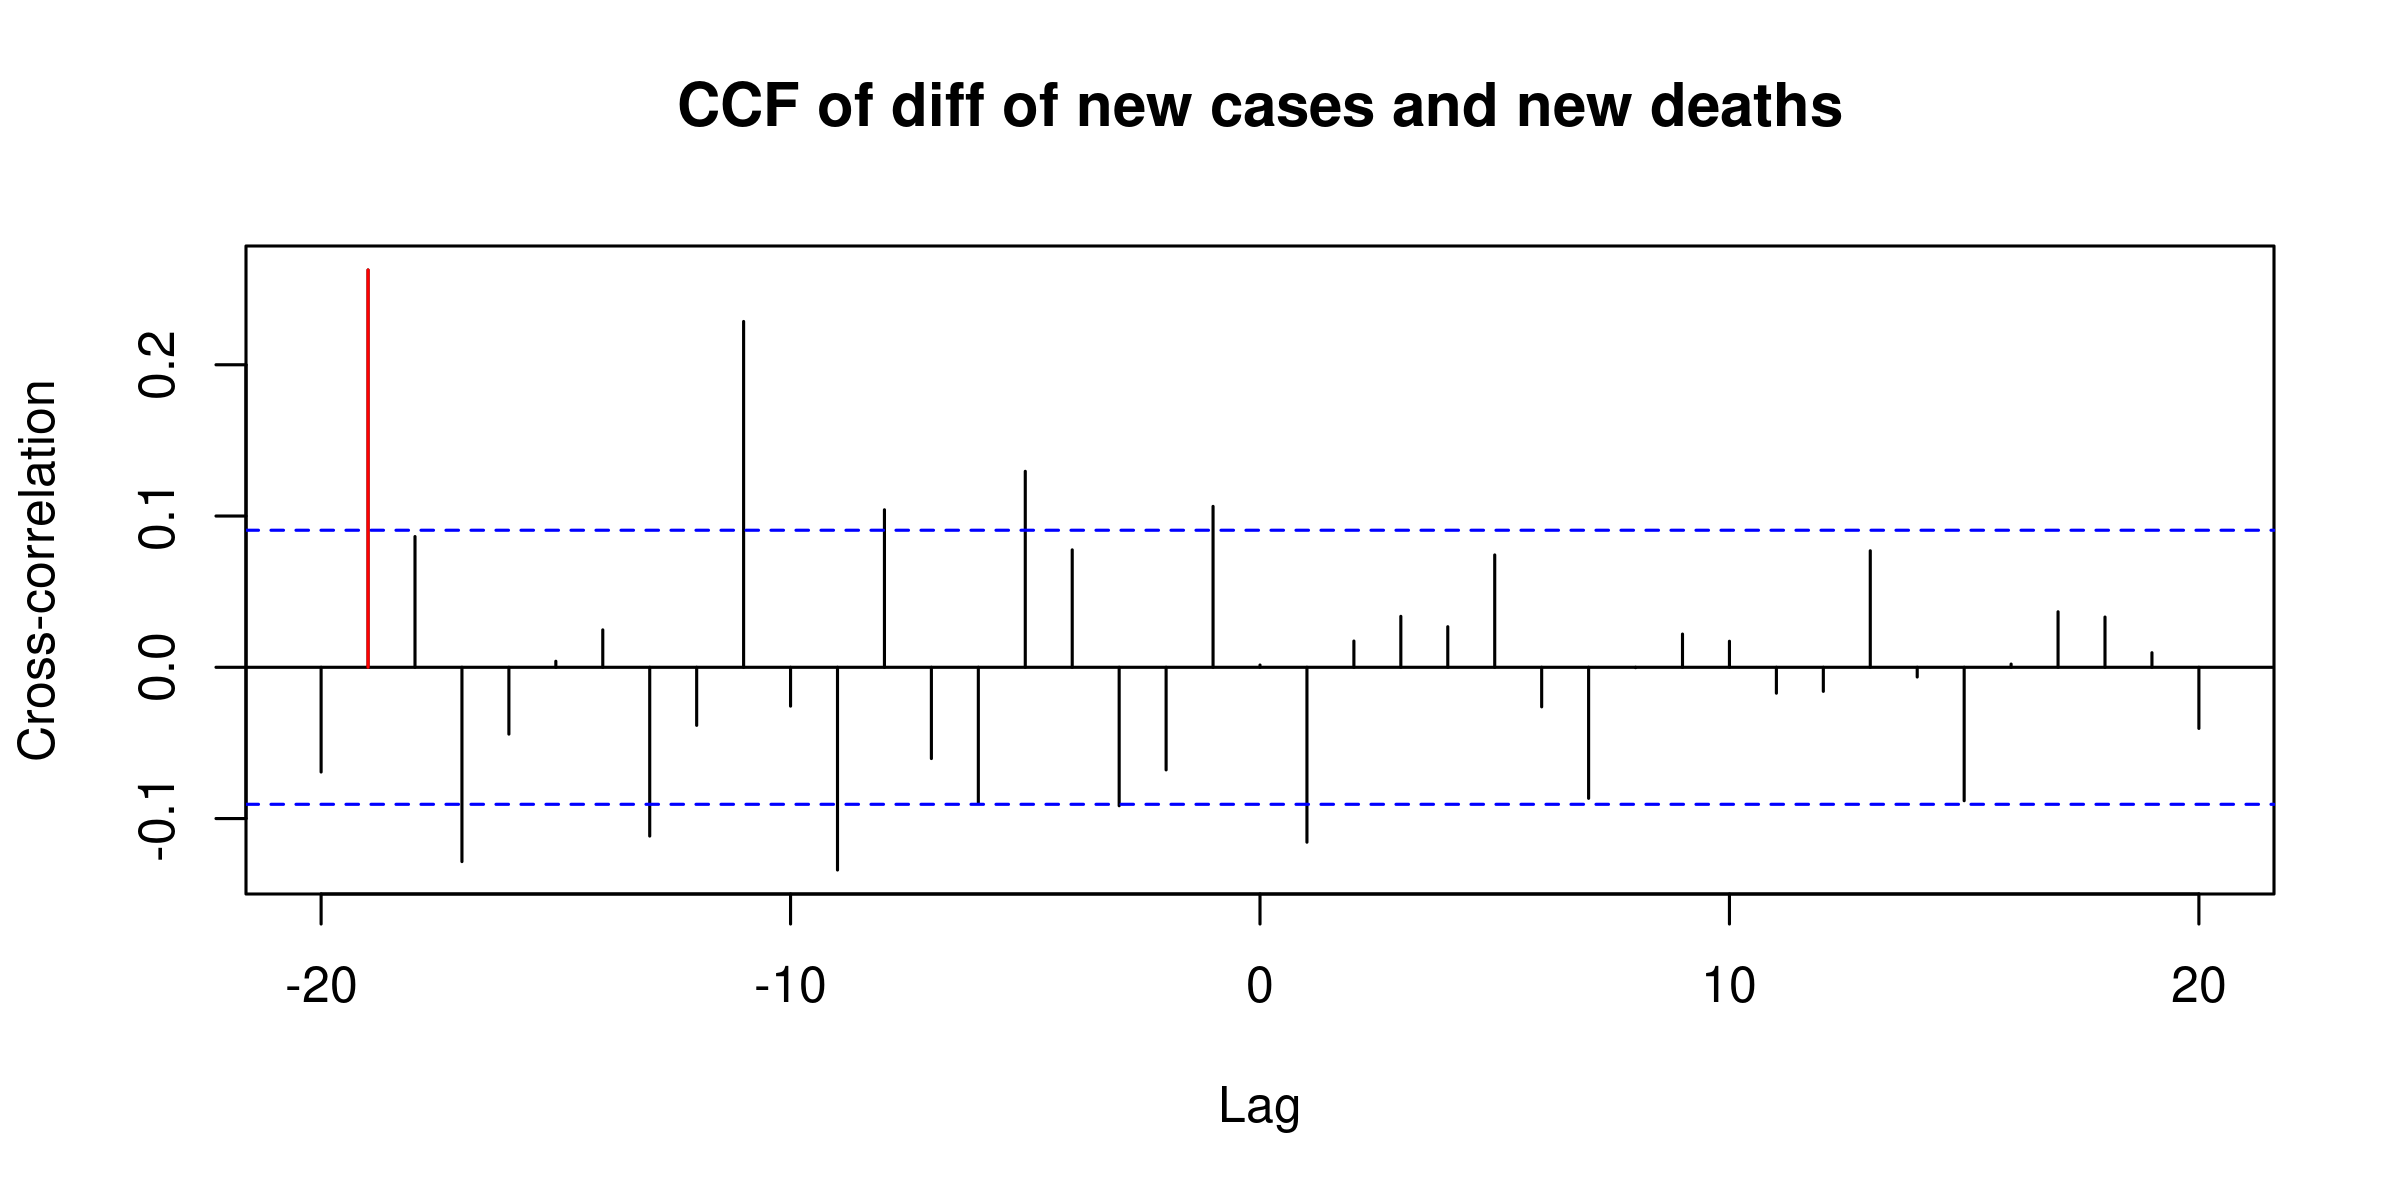 CCF of diff of new cases and new deaths
Cross-correlation
0.2
0.1
0.0
-0.1
-20 -10 0 10 20
Lag